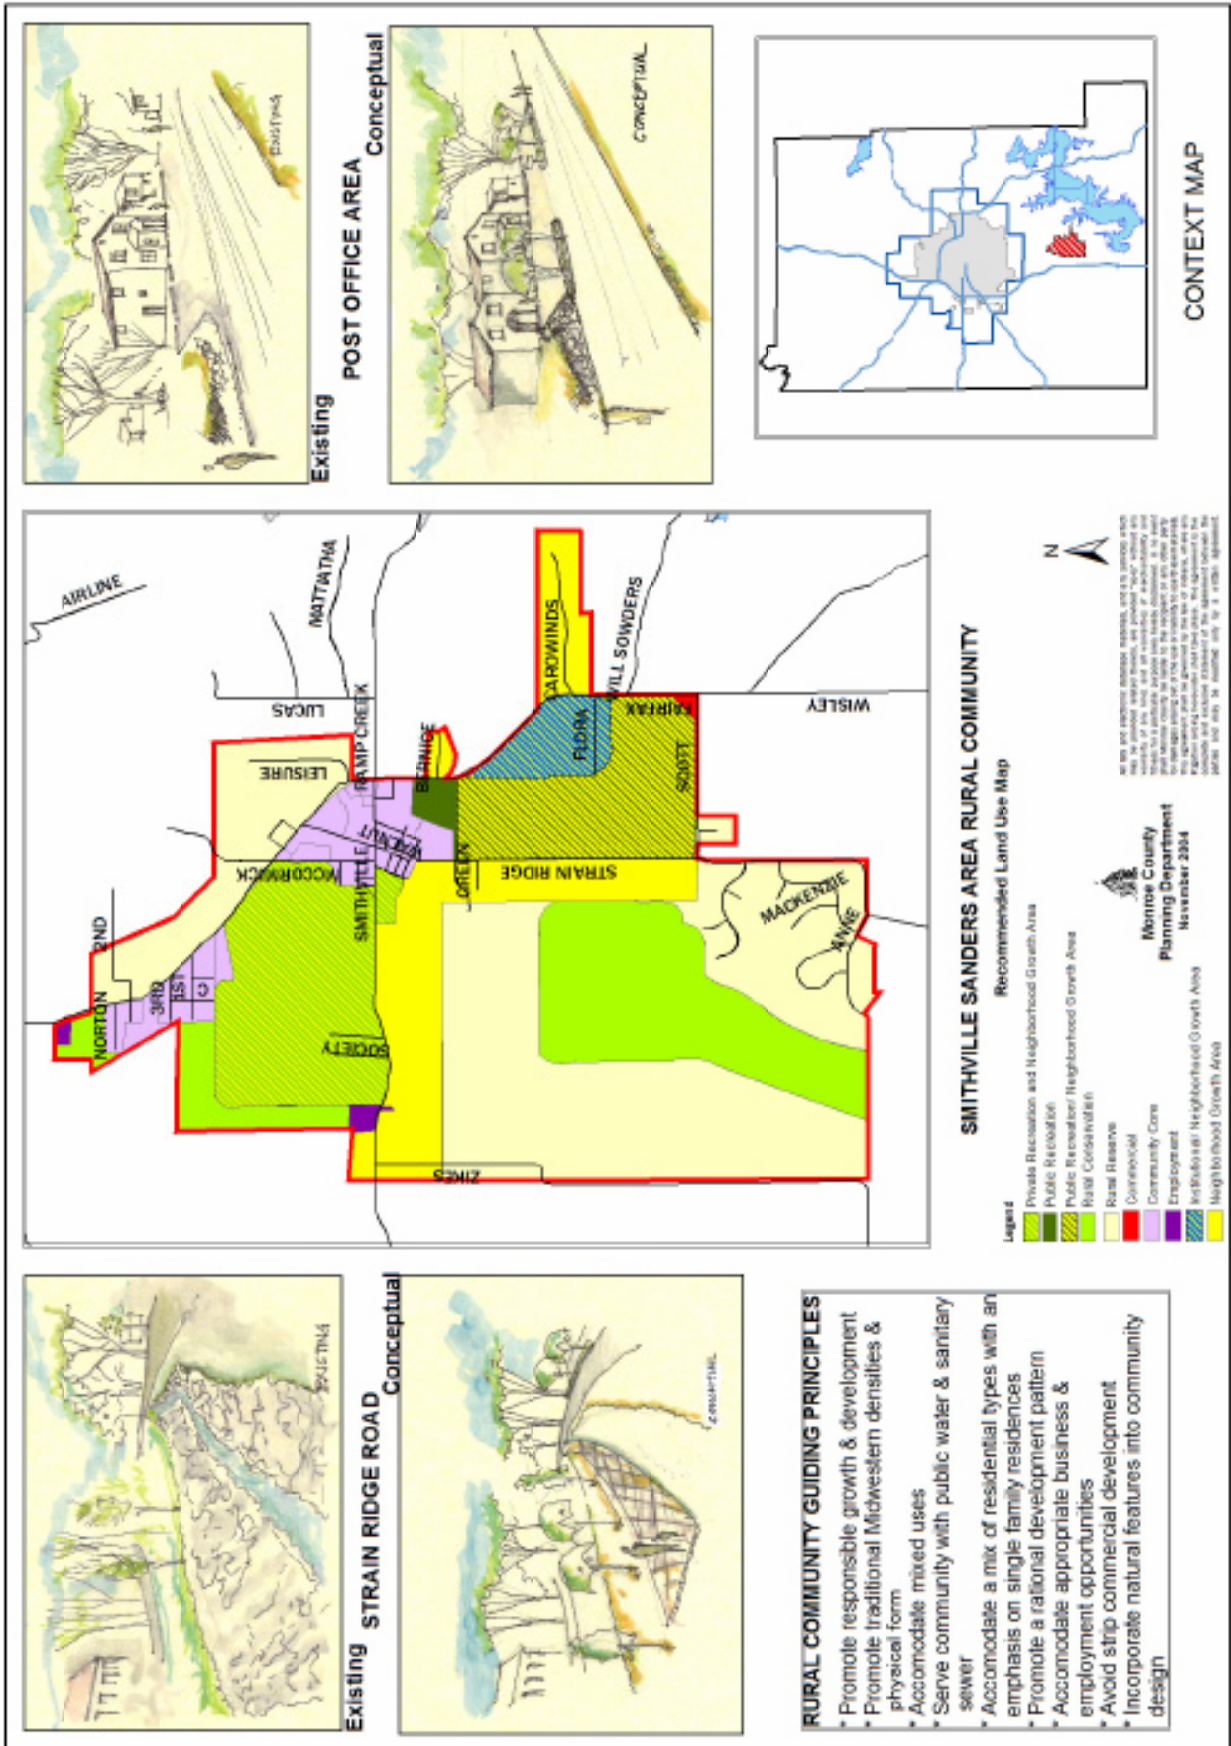 Existing
STRAIN RIDGE ROAD
Conceptual
EXISTING
CONCEPTUAL
RURAL COMMUNITY GUIDING PRINCIPLES
* Promote responsible growth & development
* Promote traditional Midwestern densities &
physical form
* Accomodate mixed uses
* Serve community with public water & sanitary
sewer
* Accomodate a mix of residential types with an
emphasis on single family residences
* Promote a rational development pattern
* Accomodate appropriate business &
employment opportunities
* Avoid strip commercial development
* Incorporate natural features into community
design
AIRLINE
NORTON
2ND
3RD
1ST
C
MCCORMICK
LEISURE
LUCAS
MATTIATHA
SMITHVILLE
RAMP CREEK
SOCIETY
WALNUT
BERNICE
ZIKES
GREEN
STRAIN RIDGE
CAROWINDS
FLORA
WILL SOWDERS
FAIRFAX
SCOTT
WISLEY
MACKENZIE
ANNE
SMITHVILLE SANDERS AREA RURAL COMMUNITY
Recommended Land Use Map
Legend
Private Recreation and Neighborhood Growth Area
Public Recreation
Public Recreation/ Neighborhood Growth Area
Rural Conservation
Rural Reserve
Commercial
Community Core
Employment
Institutional/ Neighborhood Growth Area
Neighborhood Growth Area
Monroe County
Planning Department
November 2004
N
Existing
POST OFFICE AREA
Conceptual
EXISTING
CONCEPTUAL
CONTEXT MAP